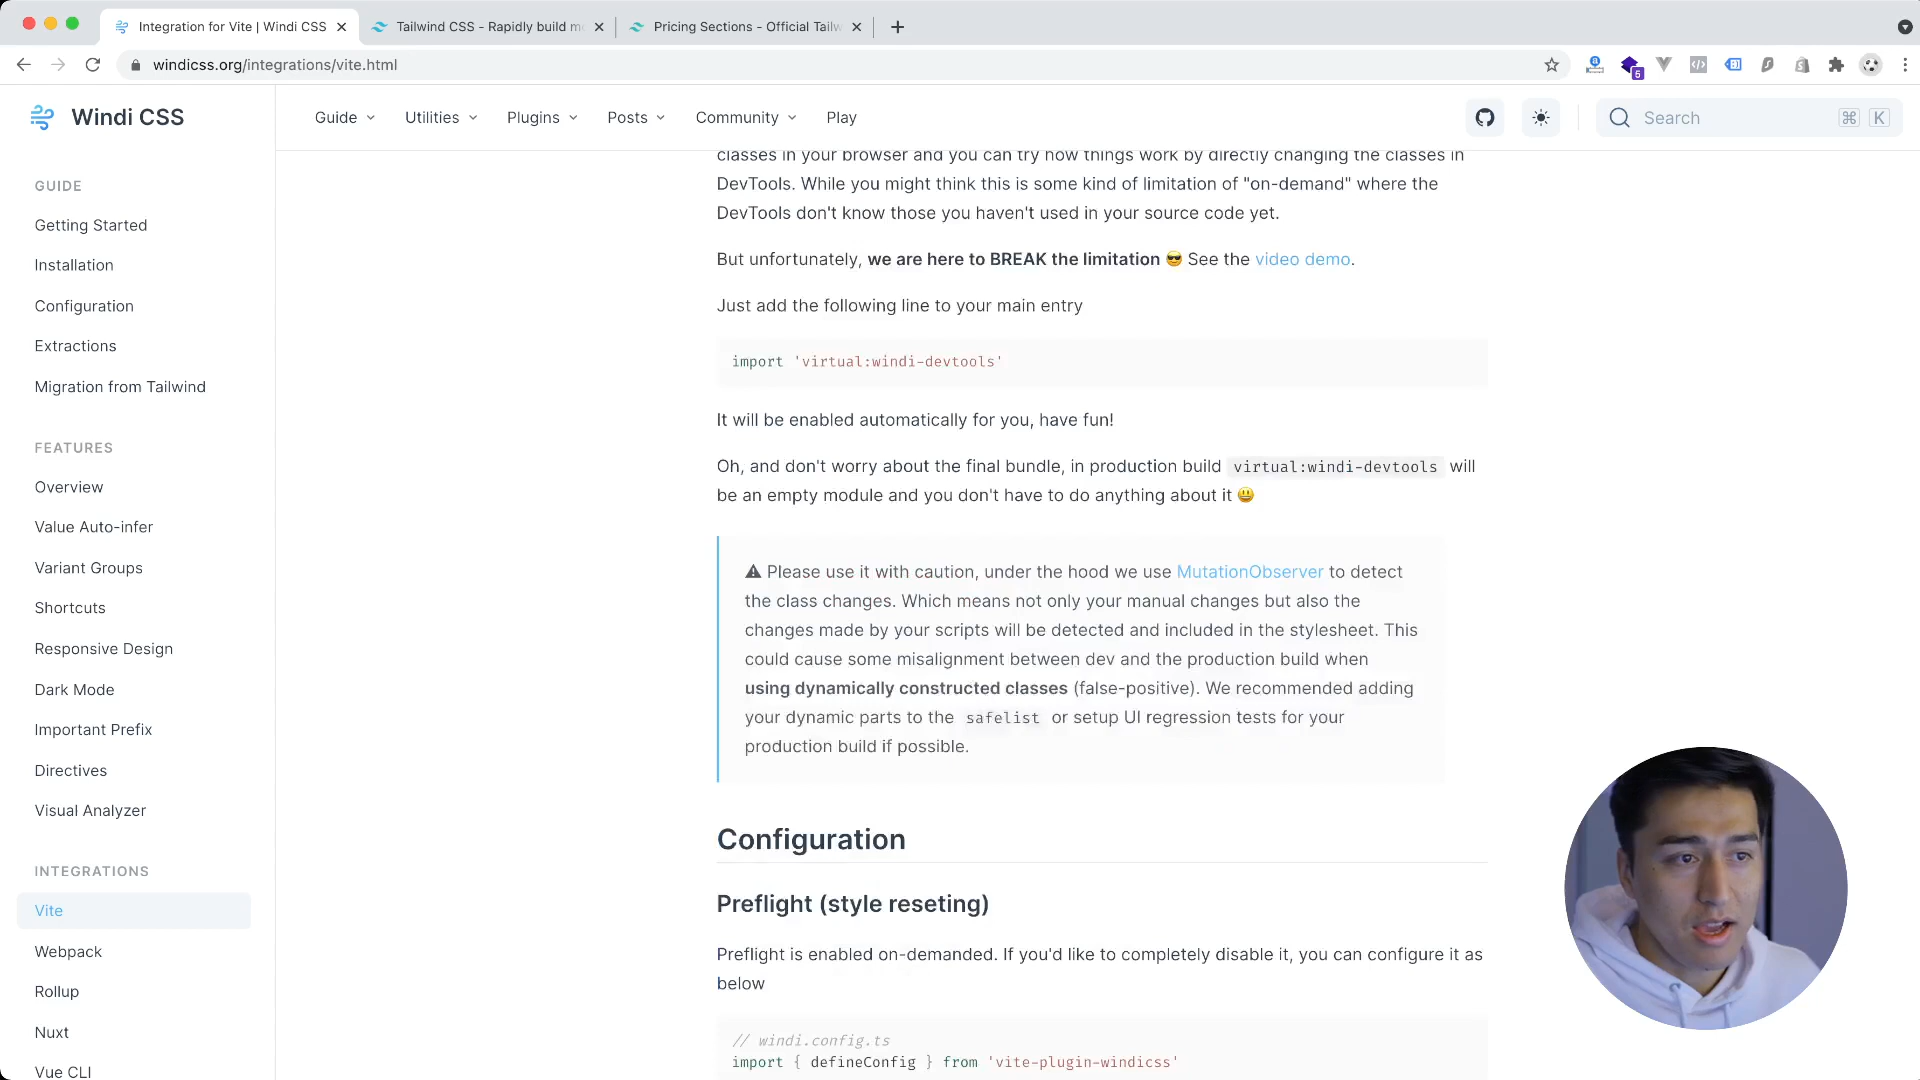 Integration for Vite | Windi CSS
Tailwind CSS - Rapidly build m
Pricing Sections - Official Tailw
windicss.org/integrations/vite.html
6
Windi CSS
Guide
Utilities
Plugins
Posts
Community
Play
Search
⌘ K
GUIDE
Getting Started
Installation
Configuration
Extractions
Migration from Tailwind
FEATURES
Overview
Value Auto-infer
Variant Groups
Shortcuts
Responsive Design
Dark Mode
Important Prefix
Directives
Visual Analyzer
INTEGRATIONS
Vite
Webpack
Rollup
Nuxt
Vue CLI
classes in your browser and you can try how things work by directly changing the classes in
DevTools. While you might think this is some kind of limitation of "on-demand" where the
DevTools don't know those you haven't used in your source code yet.
But unfortunately, we are here to BREAK the limitation 😎 See the video demo.
Just add the following line to your main entry
import 'virtual:windi-devtools'
It will be enabled automatically for you, have fun!
Oh, and don't worry about the final bundle, in production build virtual:windi-devtools will
be an empty module and you don't have to do anything about it 😃
⚠ Please use it with caution, under the hood we use MutationObserver to detect
the class changes. Which means not only your manual changes but also the
changes made by your scripts will be detected and included in the stylesheet. This
could cause some misalignment between dev and the production build when
using dynamically constructed classes (false-positive). We recommended adding
your dynamic parts to the safelist or setup UI regression tests for your
production build if possible.
Configuration
Preflight (style reseting)
Preflight is enabled on-demanded. If you'd like to completely disable it, you can configure it as
below
// windi.config.ts
import { defineConfig } from 'vite-plugin-windicss'